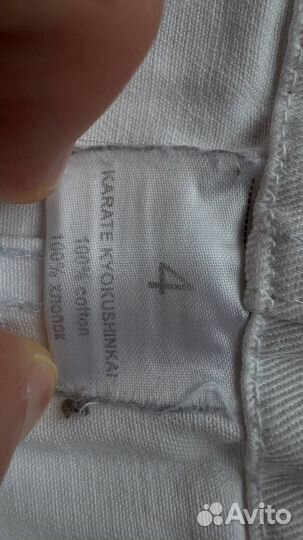 KARATE KYOKUSHINKAI
4
100% cotton
100% хлопок
Avito